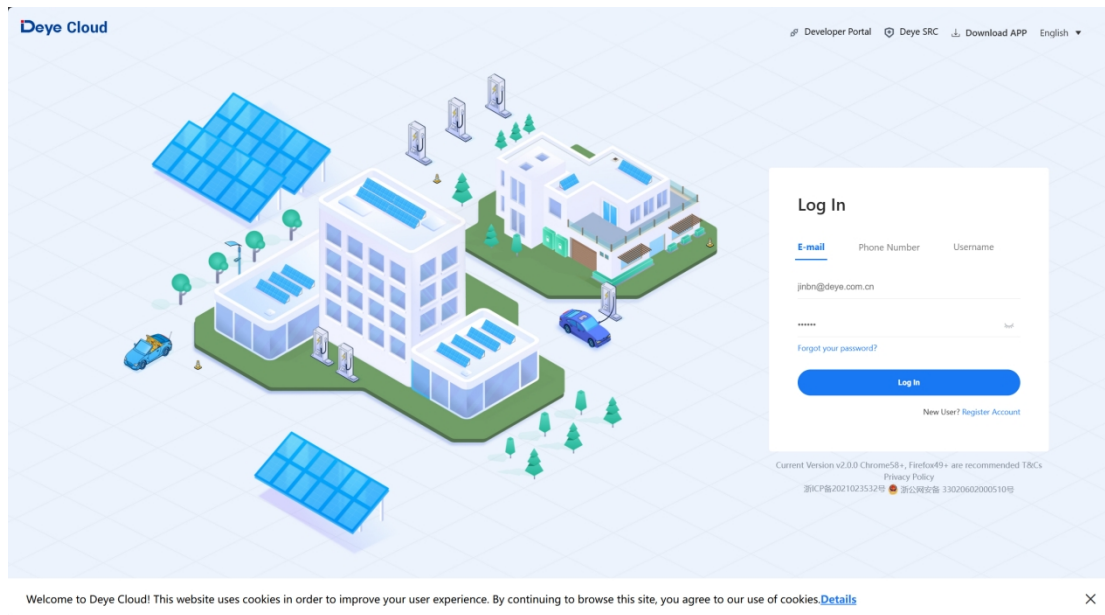 Deye Cloud
Developer Portal Deye SRC Download APP English
Log In
E-mail Phone Number Username
jinbn@deye.com.cn
••••••
Forgot your password?
Log In
New User? Register Account
Current Version v2.0.0 Chrome58+, Firefox49+ are recommended T&Cs
Privacy Policy
浙ICP备2021023532号 浙公网安备 33020602000510号
Welcome to Deye Cloud! This website uses cookies in order to improve your user experience. By continuing to browse this site, you agree to our use of cookies.Details